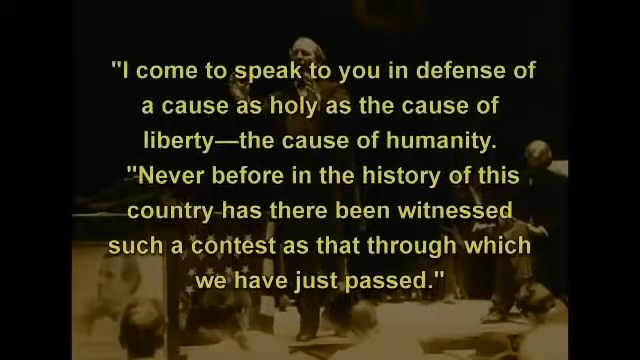 "I come to speak to you in defense of
a cause as holy as the cause of
liberty—the cause of humanity.
"Never before in the history of this
country has there been witnessed
such a contest as that through which
we have just passed."